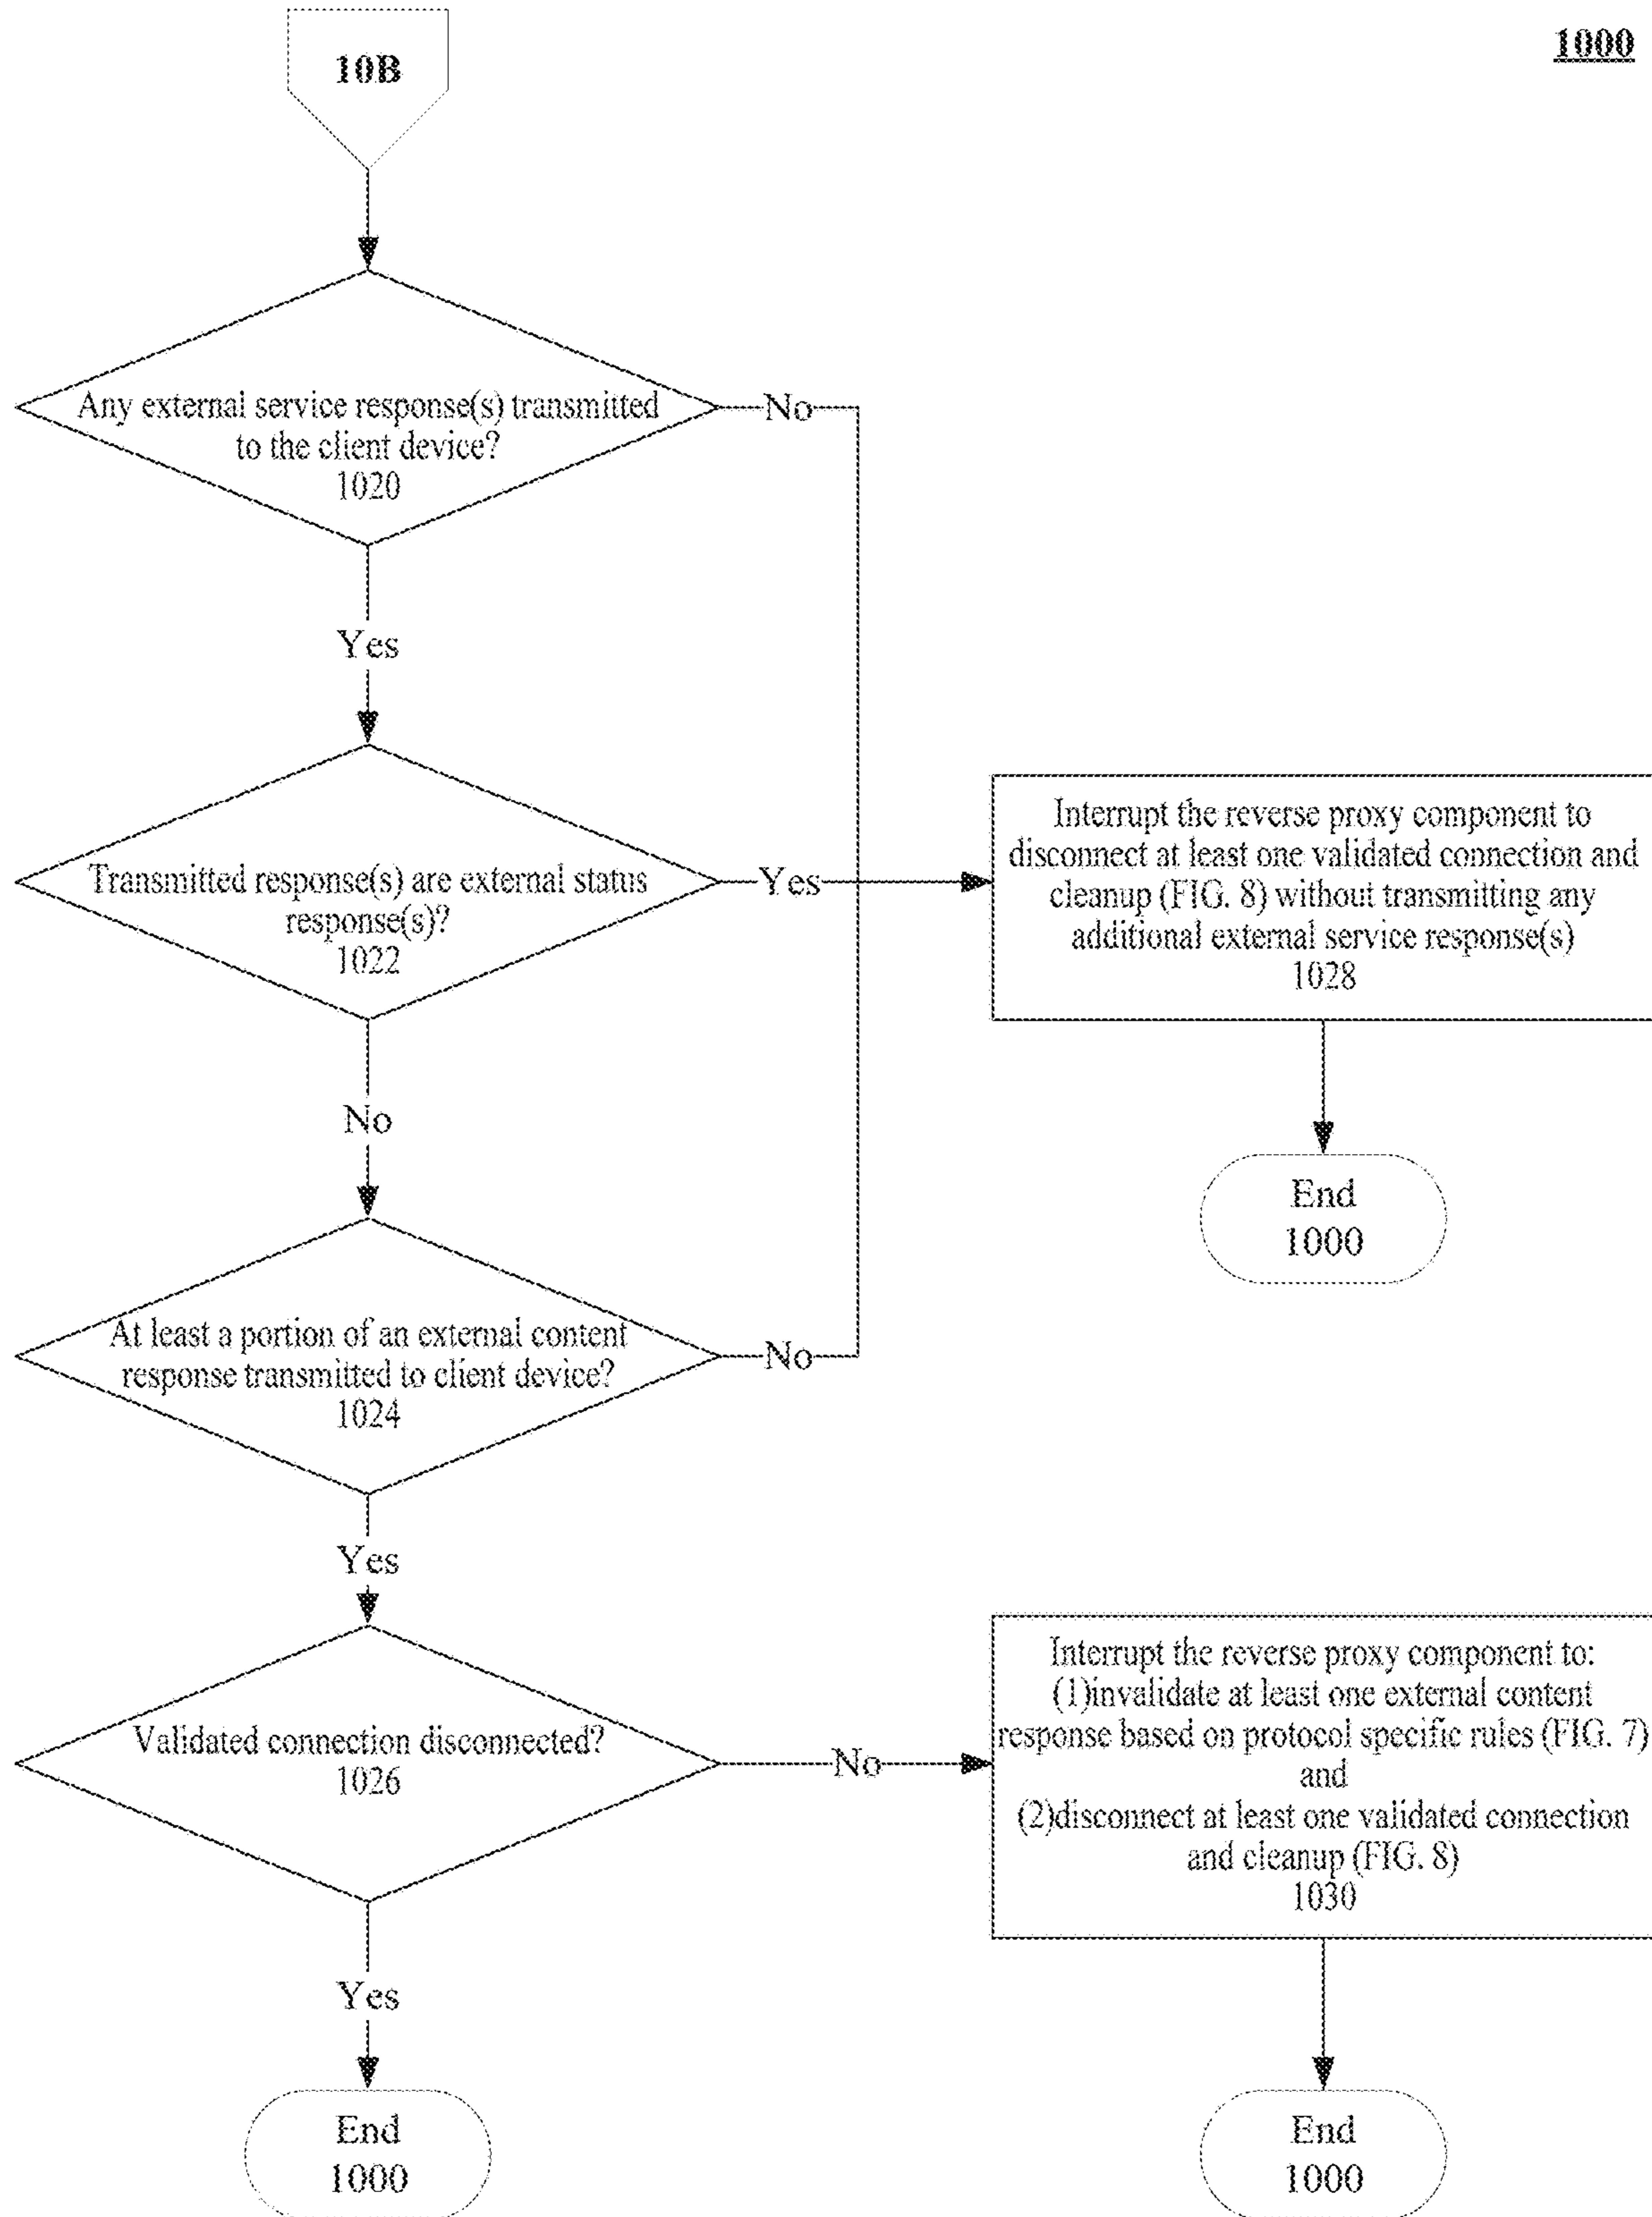 1000
10B
Any external service response(s) transmitted
to the client device?
1020
No
Yes
Transmitted response(s) are external status
response(s)?
1022
Yes
Interrupt the reverse proxy component to
disconnect at least one validated connection and
cleanup (FIG. 8) without transmitting any
additional external service response(s)
1028
No
End
1000
At least a portion of an external content
response transmitted to client device?
1024
No
Yes
Validated connection disconnected?
1026
No
Interrupt the reverse proxy component to:
(1)invalidate at least one external content
response based on protocol specific rules (FIG. 7)
and
(2)disconnect at least one validated connection
and cleanup (FIG. 8)
1030
Yes
End
1000
End
1000